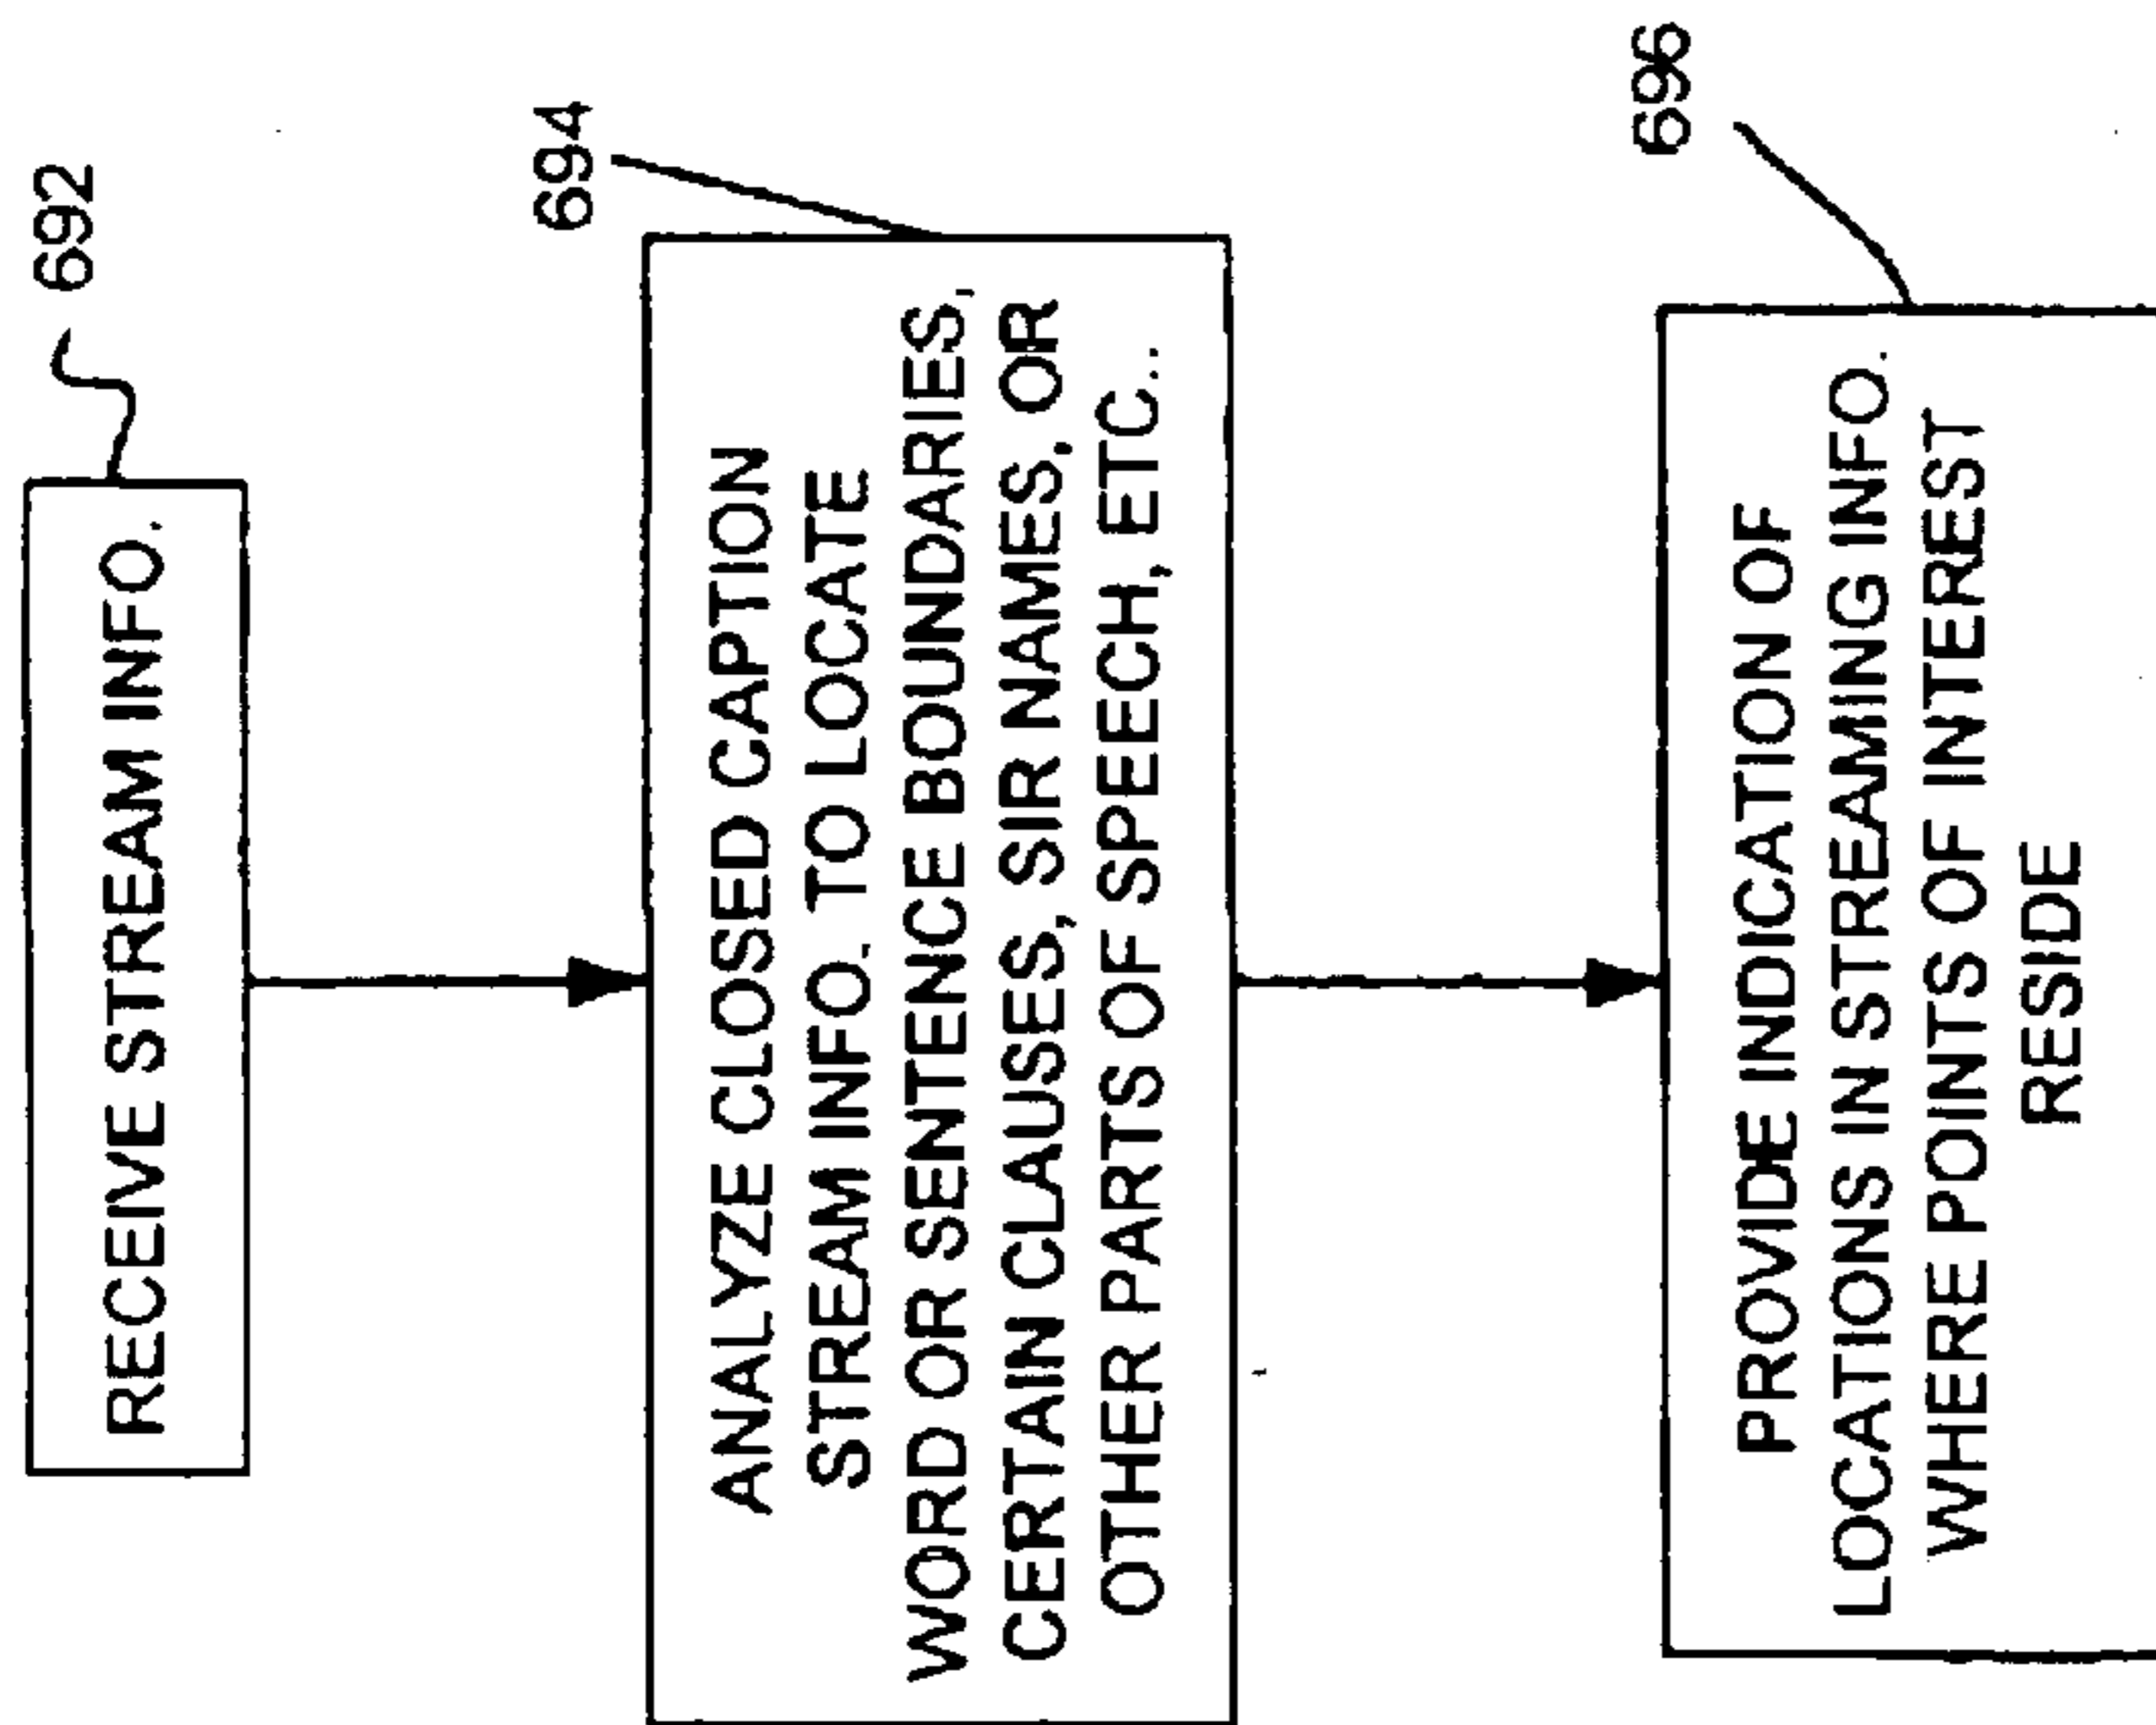 692
RECEIVE STREAM INFO.
694
ANALYZE CLOSED CAPTION
STREAM INFO. TO LOCATE
WORD OR SENTENCE BOUNDARIES,
CERTAIN CLAUSES, SIR NAMES, OR
OTHER PARTS OF SPEECH, ETC..
696
PROVIDE INDICATION OF
LOCATIONS IN STREAMING INFO.
WHERE POINTS OF INTEREST
RESIDE